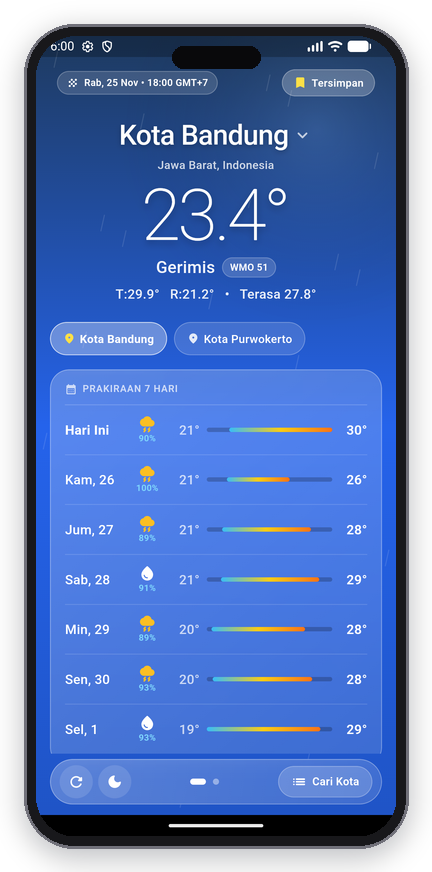 6:00
Rab, 25 Nov • 18:00 GMT+7
Tersimpan
Kota Bandung
Jawa Barat, Indonesia
23.4°
Gerimis WMO 51
T:29.9° R:21.2° • Terasa 27.8°
Kota Bandung
Kota Purwokerto
PRAKIRAAN 7 HARI
Hari Ini 90% 21° 30°
Kam, 26 100% 21° 26°
Jum, 27 89% 21° 28°
Sab, 28 91% 21° 29°
Min, 29 89% 20° 28°
Sen, 30 93% 20° 28°
Sel, 1 93% 19° 29°
Cari Kota